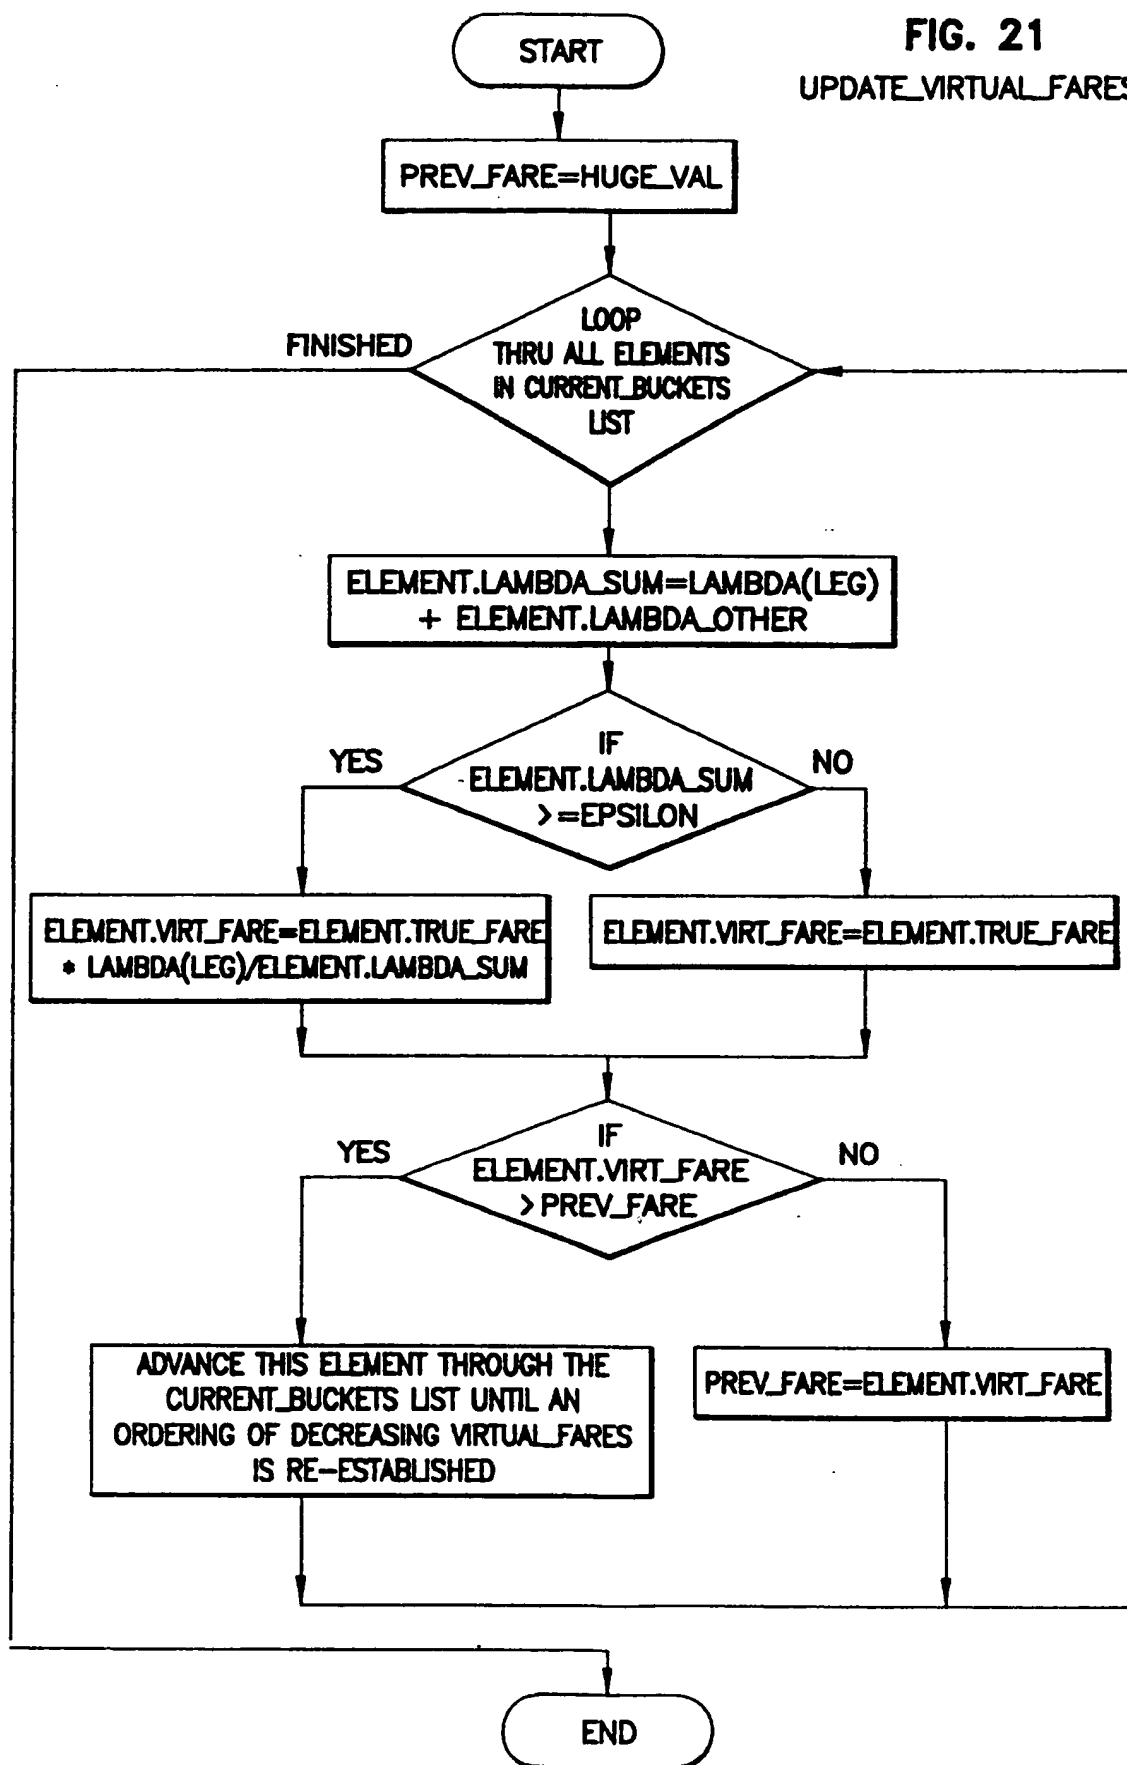 FIG. 21
UPDATE_VIRTUAL_FARES
START
PREV_FARE=HUGE_VAL
LOOP
THRU ALL ELEMENTS
IN CURRENT_BUCKETS
LIST
FINISHED
ELEMENT.LAMBDA_SUM=LAMBDA(LEG)
+ ELEMENT.LAMBDA_OTHER
IF
ELEMENT.LAMBDA_SUM
>=EPSILON
YES
NO
ELEMENT.VIRT_FARE=ELEMENT.TRUE_FARE
* LAMBDA(LEG)/ELEMENT.LAMBDA_SUM
ELEMENT.VIRT_FARE=ELEMENT.TRUE_FARE
IF
ELEMENT.VIRT_FARE
>PREV_FARE
YES
NO
ADVANCE THIS ELEMENT THROUGH THE
CURRENT_BUCKETS LIST UNTIL AN
ORDERING OF DECREASING VIRTUAL_FARES
IS RE-ESTABLISHED
PREV_FARE=ELEMENT.VIRT_FARE
END